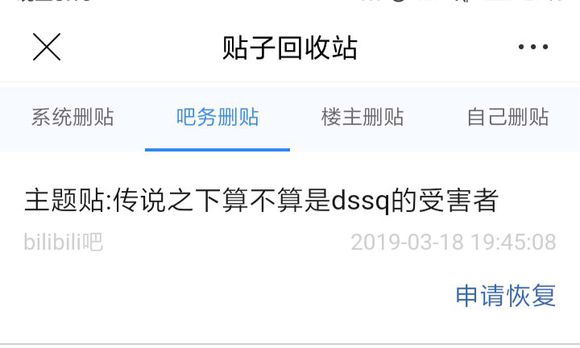 贴子回收站
系统删贴 吧务删贴 楼主删贴 自己删贴
主题贴:传说之下算不算是dssq的受害者
bilibili吧 2019-03-18 19:45:08
申请恢复